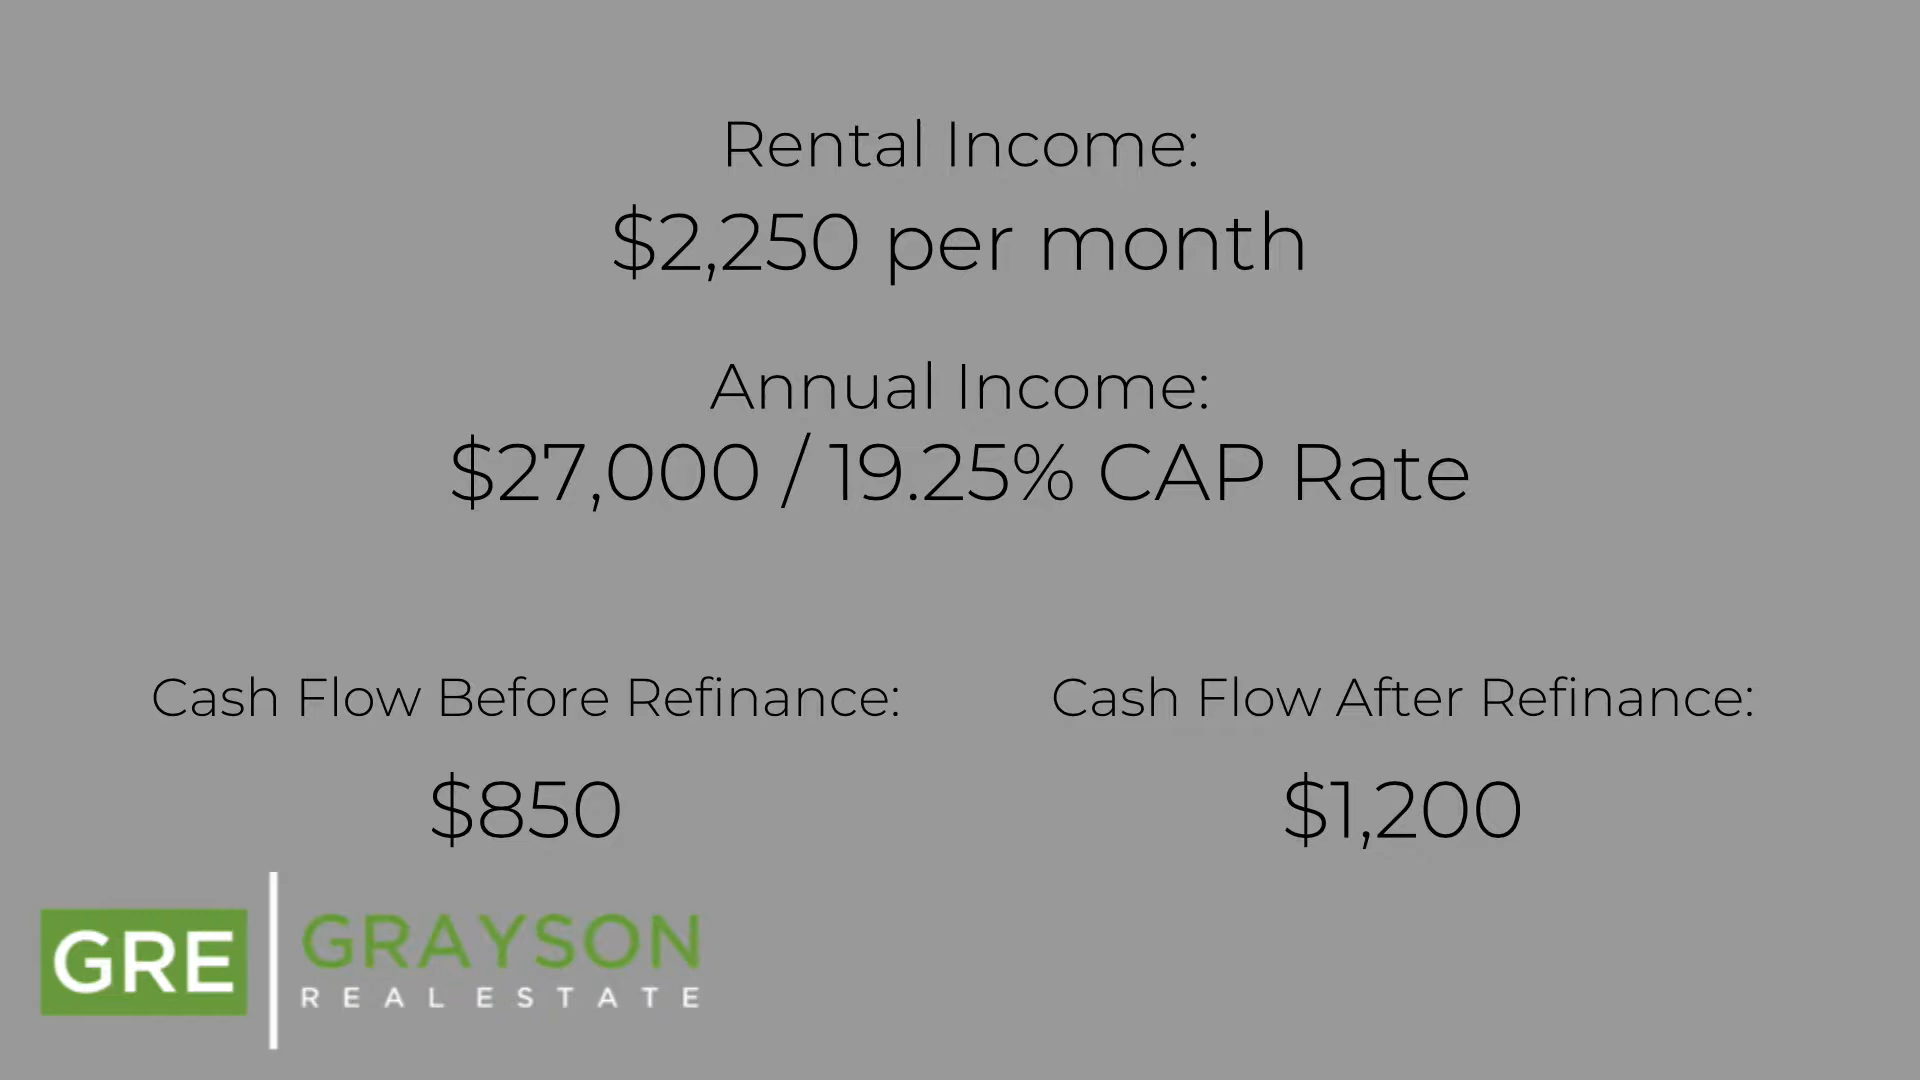 Rental Income:
$2,250 per month
Annual Income:
$27,000 / 19.25% CAP Rate
Cash Flow Before Refinance:
$850
Cash Flow After Refinance:
$1,200
GRE
GRAYSON
REAL ESTATE